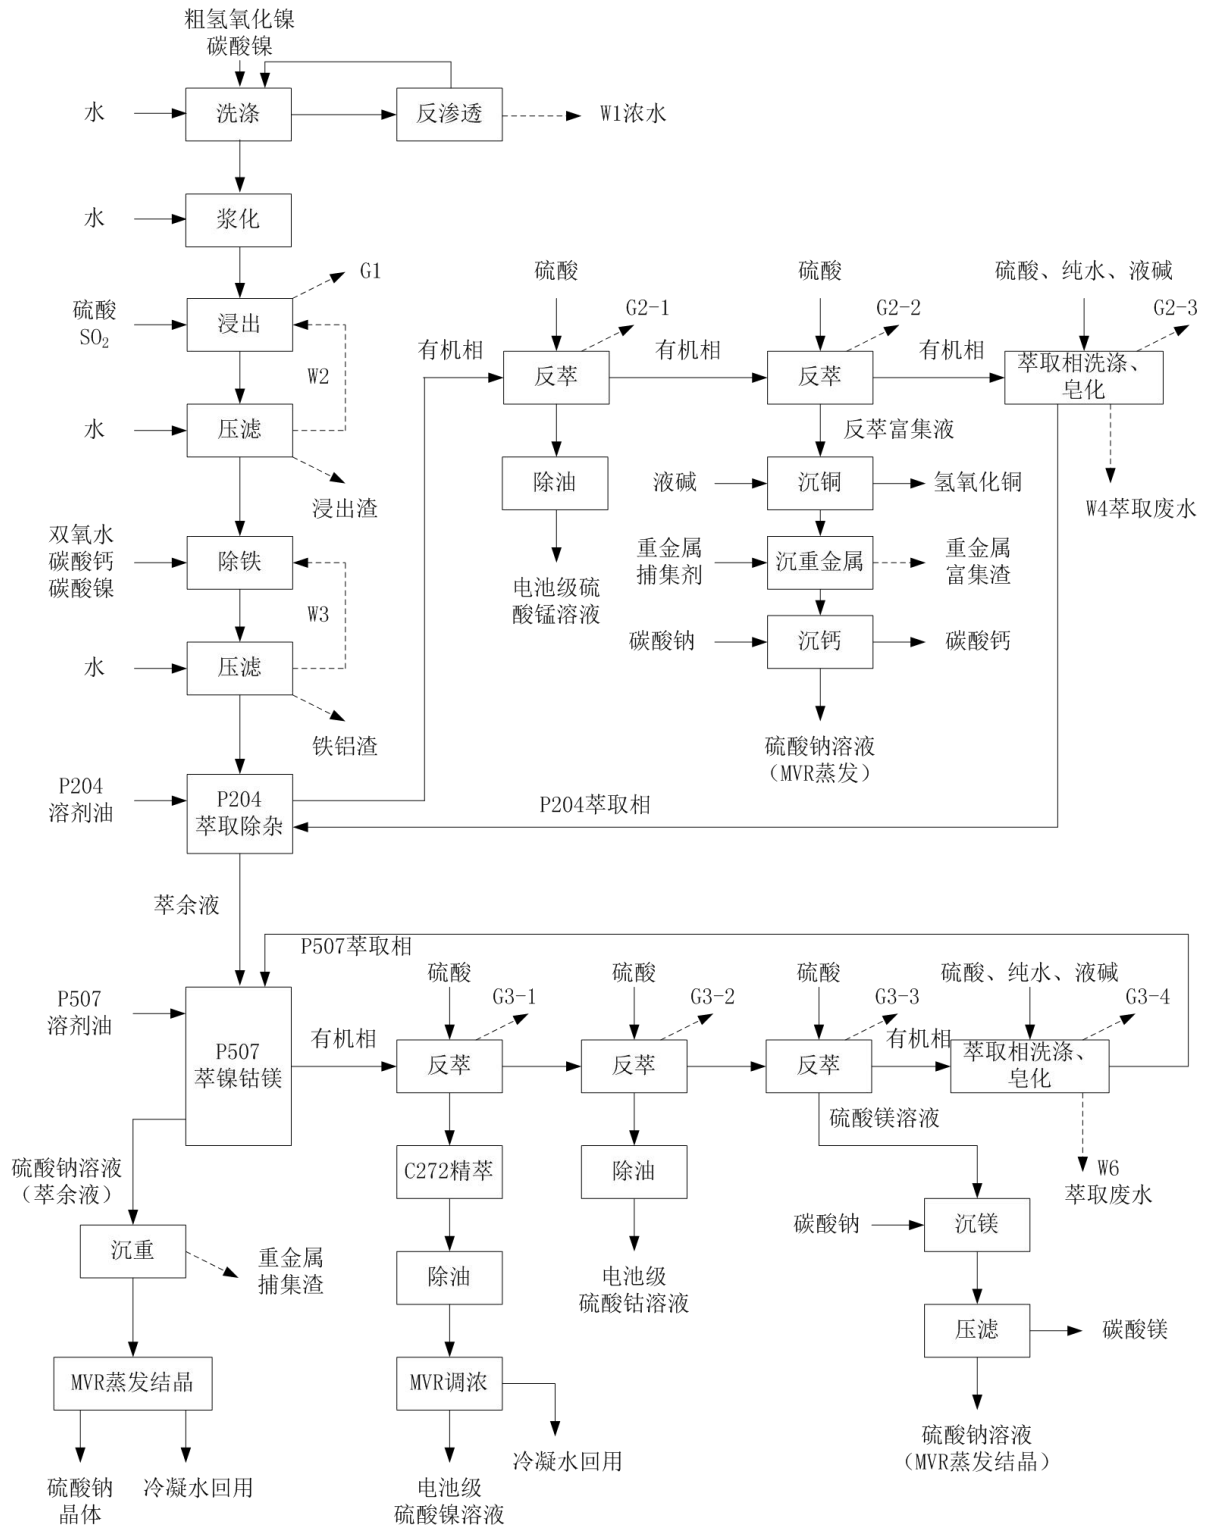 粗氢氧化镍
碳酸镍
水
洗涤
反渗透
W1浓水
水
浆化
G1
硫酸
SO₂
浸出
W2
水
压滤
浸出渣
双氧水
碳酸钙
碳酸镍
除铁
W3
水
压滤
铁铝渣
P204
溶剂油
P204
萃取除杂
有机相
硫酸
G2-1
反萃
除油
电池级硫
酸锰溶液
有机相
硫酸
G2-2
反萃
反萃富集液
液碱
沉铜
氢氧化铜
重金属
捕集剂
沉重金属
重金属
富集渣
碳酸钠
沉钙
碳酸钙
硫酸钠溶液
(MVR蒸发)
有机相
硫酸、纯水、液碱
G2-3
萃取相洗涤、
皂化
W4萃取废水
P204萃取相
萃余液
P507萃取相
P507
溶剂油
P507
萃镍钴镁
有机相
硫酸
G3-1
反萃
C272精萃
除油
MVR调浓
冷凝水回用
电池级
硫酸镍溶液
硫酸
G3-2
反萃
除油
电池级
硫酸钴溶液
硫酸
G3-3
反萃
有机相
硫酸镁溶液
碳酸钠
沉镁
压滤
碳酸镁
硫酸钠溶液
(MVR蒸发结晶)
硫酸、纯水、液碱
G3-4
萃取相洗涤、
皂化
W6
萃取废水
硫酸钠溶液
（萃余液）
沉重
重金属
捕集渣
MVR蒸发结晶
硫酸钠
晶体
冷凝水回用